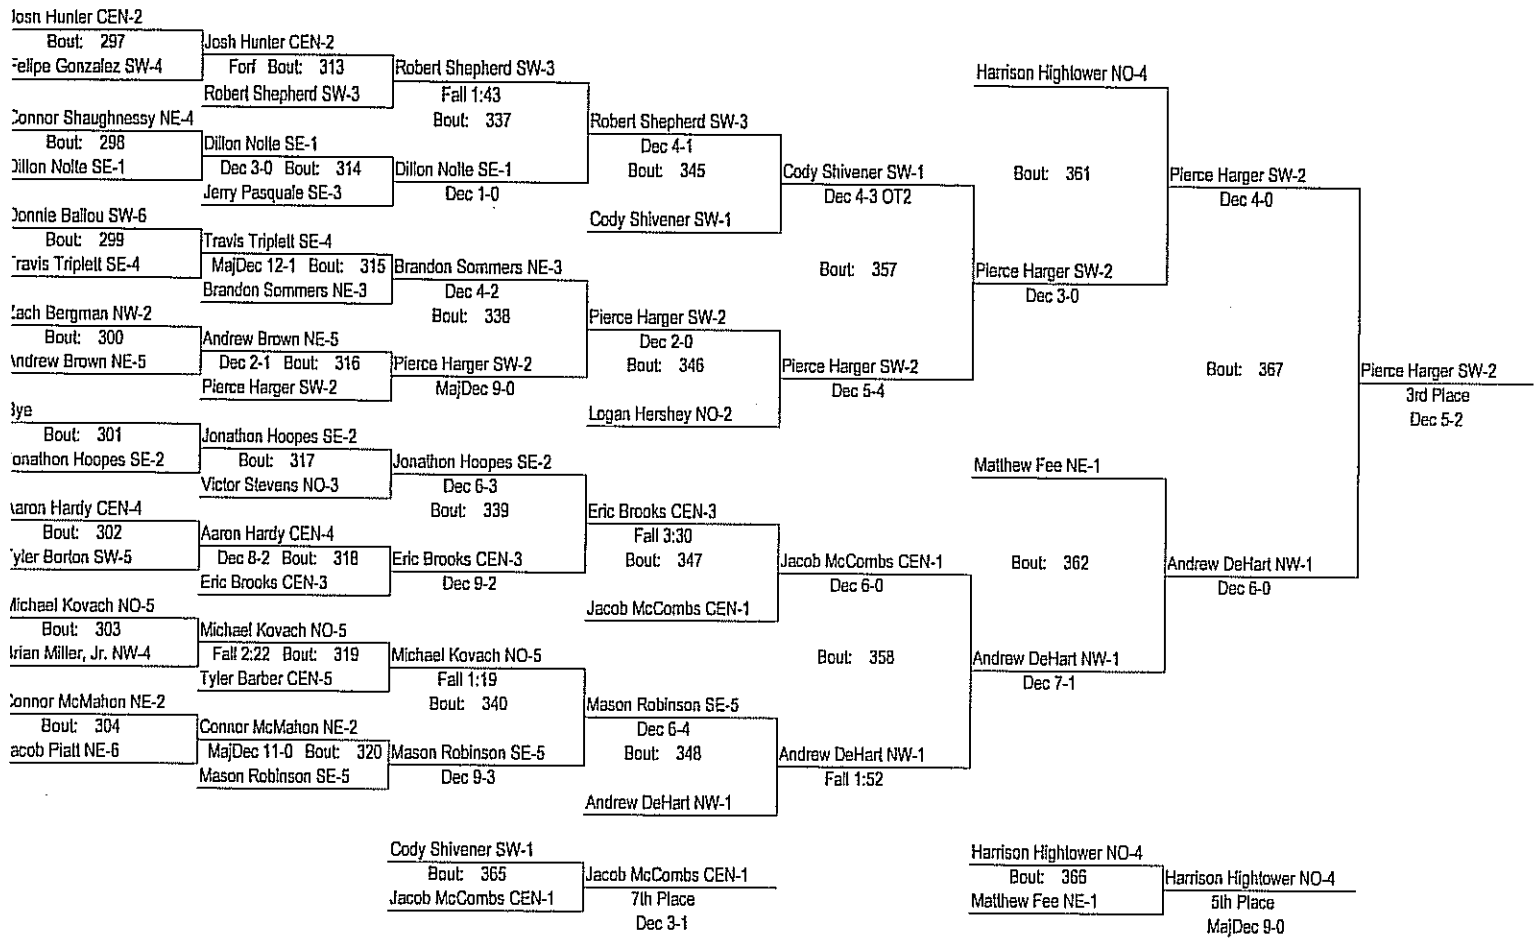 Josh Hunter CEN-2
Bout: 297
Felipe Gonzalez SW-4
Connor Shaughnessy NE-4
Bout: 298
Dillon Nolte SE-1
Donnie Ballou SW-6
Bout: 299
Travis Triplett SE-4
Zach Bergman NW-2
Bout: 300
Andrew Brown NE-5
Bye
Bout: 301
Jonathon Hoopes SE-2
Aaron Hardy CEN-4
Bout: 302
Tyler Borton SW-5
Michael Kovach NO-5
Bout: 303
Brian Miller, Jr. NW-4
Connor McMahon NE-2
Bout: 304
Jacob Piatt NE-6
Josh Hunter CEN-2
Forf Bout: 313
Robert Shepherd SW-3
Dillon Nolte SE-1
Dec 3-0 Bout: 314
Jerry Pasquale SE-3
Travis Triplett SE-4
MajDec 12-1 Bout: 315
Brandon Sommers NE-3
Andrew Brown NE-5
Dec 2-1 Bout: 316
Pierce Harger SW-2
Jonathon Hoopes SE-2
Bout: 317
Victor Stevens NO-3
Aaron Hardy CEN-4
Dec 8-2 Bout: 318
Eric Brooks CEN-3
Michael Kovach NO-5
Fall 2:22 Bout: 319
Tyler Barber CEN-5
Connor McMahon NE-2
MajDec 11-0 Bout: 320
Mason Robinson SE-5
Robert Shepherd SW-3
Fall 1:43
Bout: 337
Dillon Nolte SE-1
Dec 1-0
Brandon Sommers NE-3
Dec 4-2
Bout: 338
Pierce Harger SW-2
MajDec 9-0
Jonathon Hoopes SE-2
Dec 6-3
Bout: 339
Eric Brooks CEN-3
Dec 9-2
Michael Kovach NO-5
Fall 1:19
Bout: 340
Mason Robinson SE-5
Dec 9-3
Robert Shepherd SW-3
Dec 4-1
Bout: 345
Cody Shivener SW-1
Pierce Harger SW-2
Dec 2-0
Bout: 346
Logan Hershey NO-2
Eric Brooks CEN-3
Fall 3:30
Bout: 347
Jacob McCombs CEN-1
Mason Robinson SE-5
Dec 6-4
Bout: 348
Andrew DeHart NW-1
Cody Shivener SW-1
Dec 4-3 OT2
Bout: 357
Pierce Harger SW-2
Dec 5-4
Jacob McCombs CEN-1
Dec 6-0
Bout: 358
Andrew DeHart NW-1
Fall 1:52
Harrison Hightower NO-4
Bout: 361
Pierce Harger SW-2
Dec 3-0
Matthew Fee NE-1
Bout: 362
Andrew DeHart NW-1
Dec 7-1
Pierce Harger SW-2
Dec 4-0
Bout: 367
Andrew DeHart NW-1
Dec 6-0
Pierce Harger SW-2
3rd Place
Dec 5-2
Cody Shivener SW-1
Bout: 365
Jacob McCombs CEN-1
Jacob McCombs CEN-1
7th Place
Dec 3-1
Harrison Hightower NO-4
Bout: 366
Matthew Fee NE-1
Harrison Hightower NO-4
5th Place
MajDec 9-0